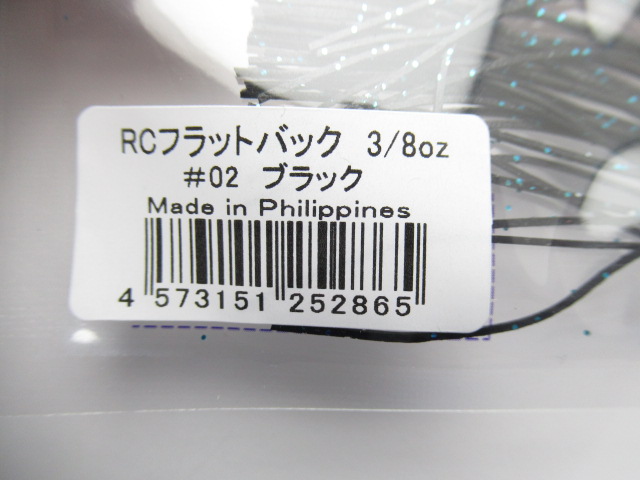 RCフラットバック 3/8oz
#02 ブラック
Made in Philippines
4 573151 252865